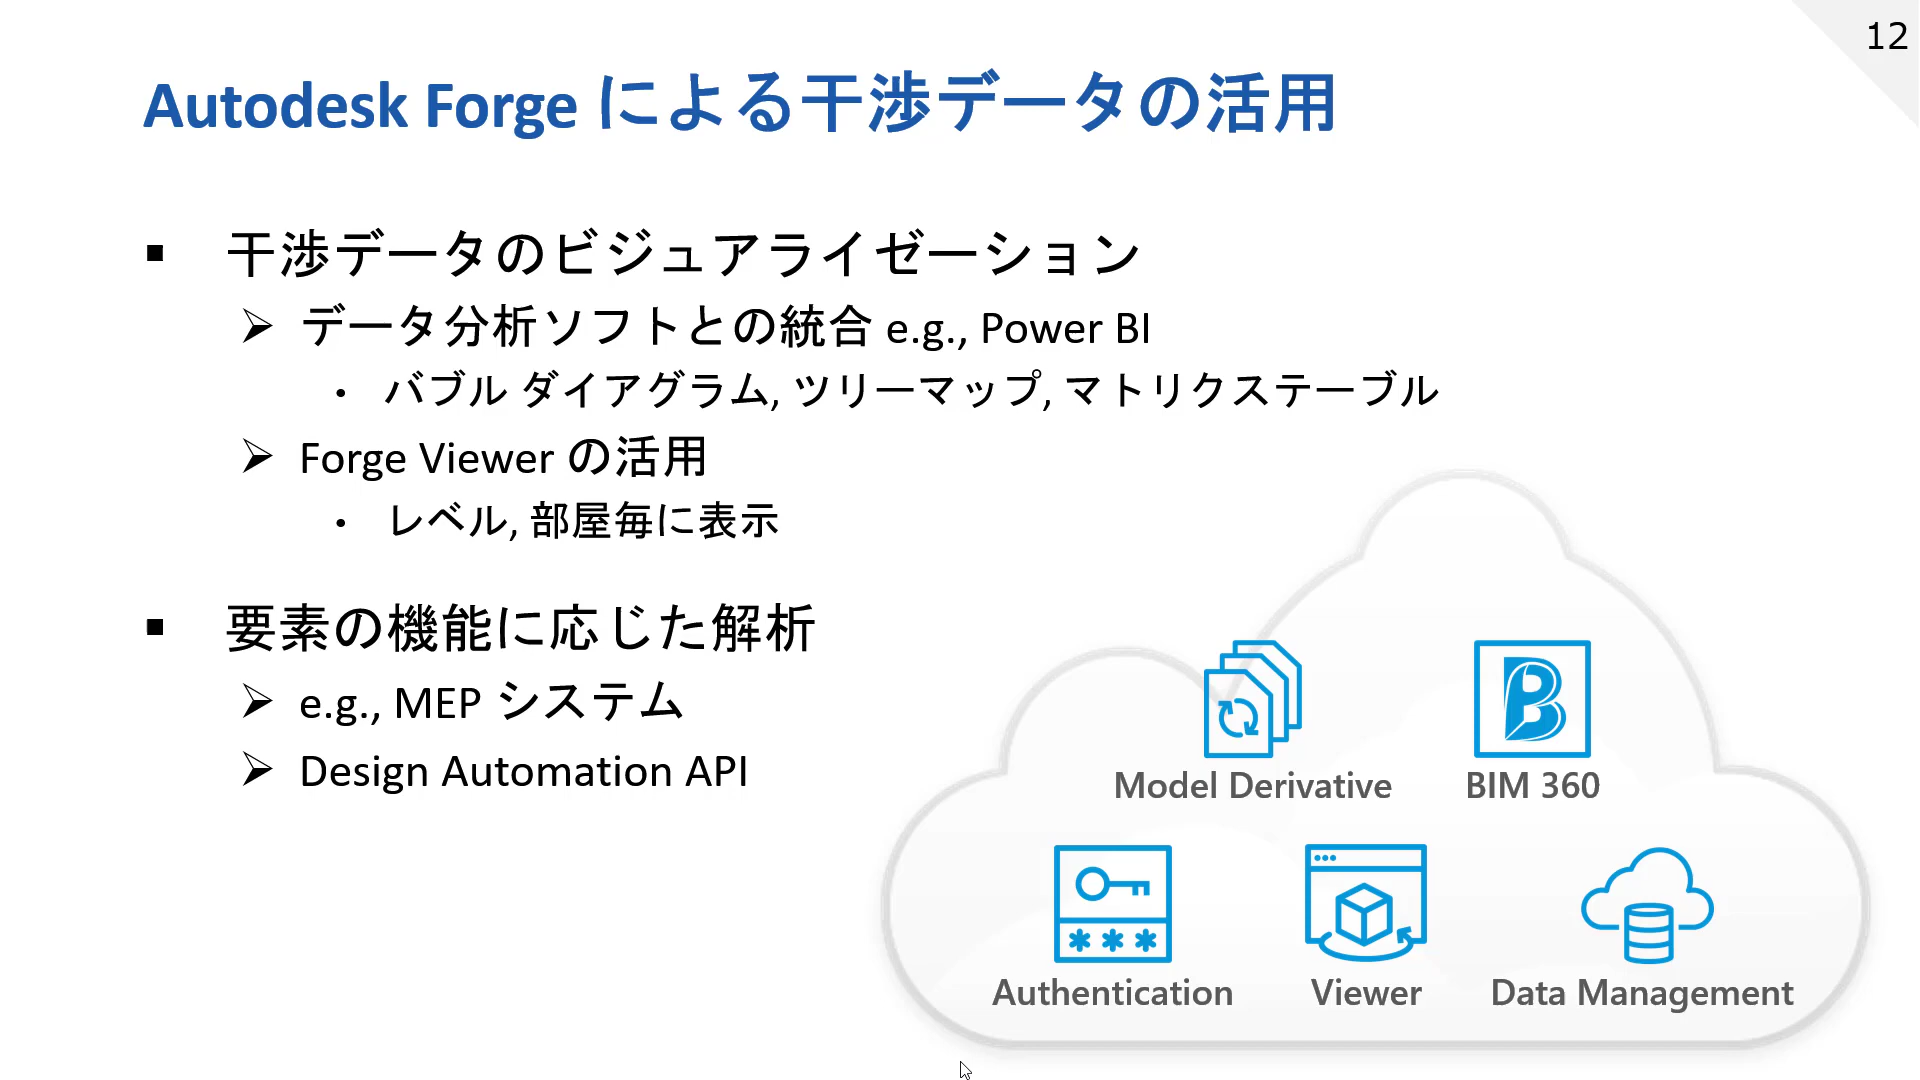 12
Autodesk Forge による干渉データの活用
▪ 干渉データのビジュアライゼーション
➢ データ分析ソフトとの統合 e.g., Power BI
• バブル ダイアグラム, ツリーマップ, マトリクステーブル
➢ Forge Viewer の活用
• レベル, 部屋毎に表示
▪ 要素の機能に応じた解析
➢ e.g., MEP システム
➢ Design Automation API
Model Derivative BIM 360
Authentication Viewer Data Management